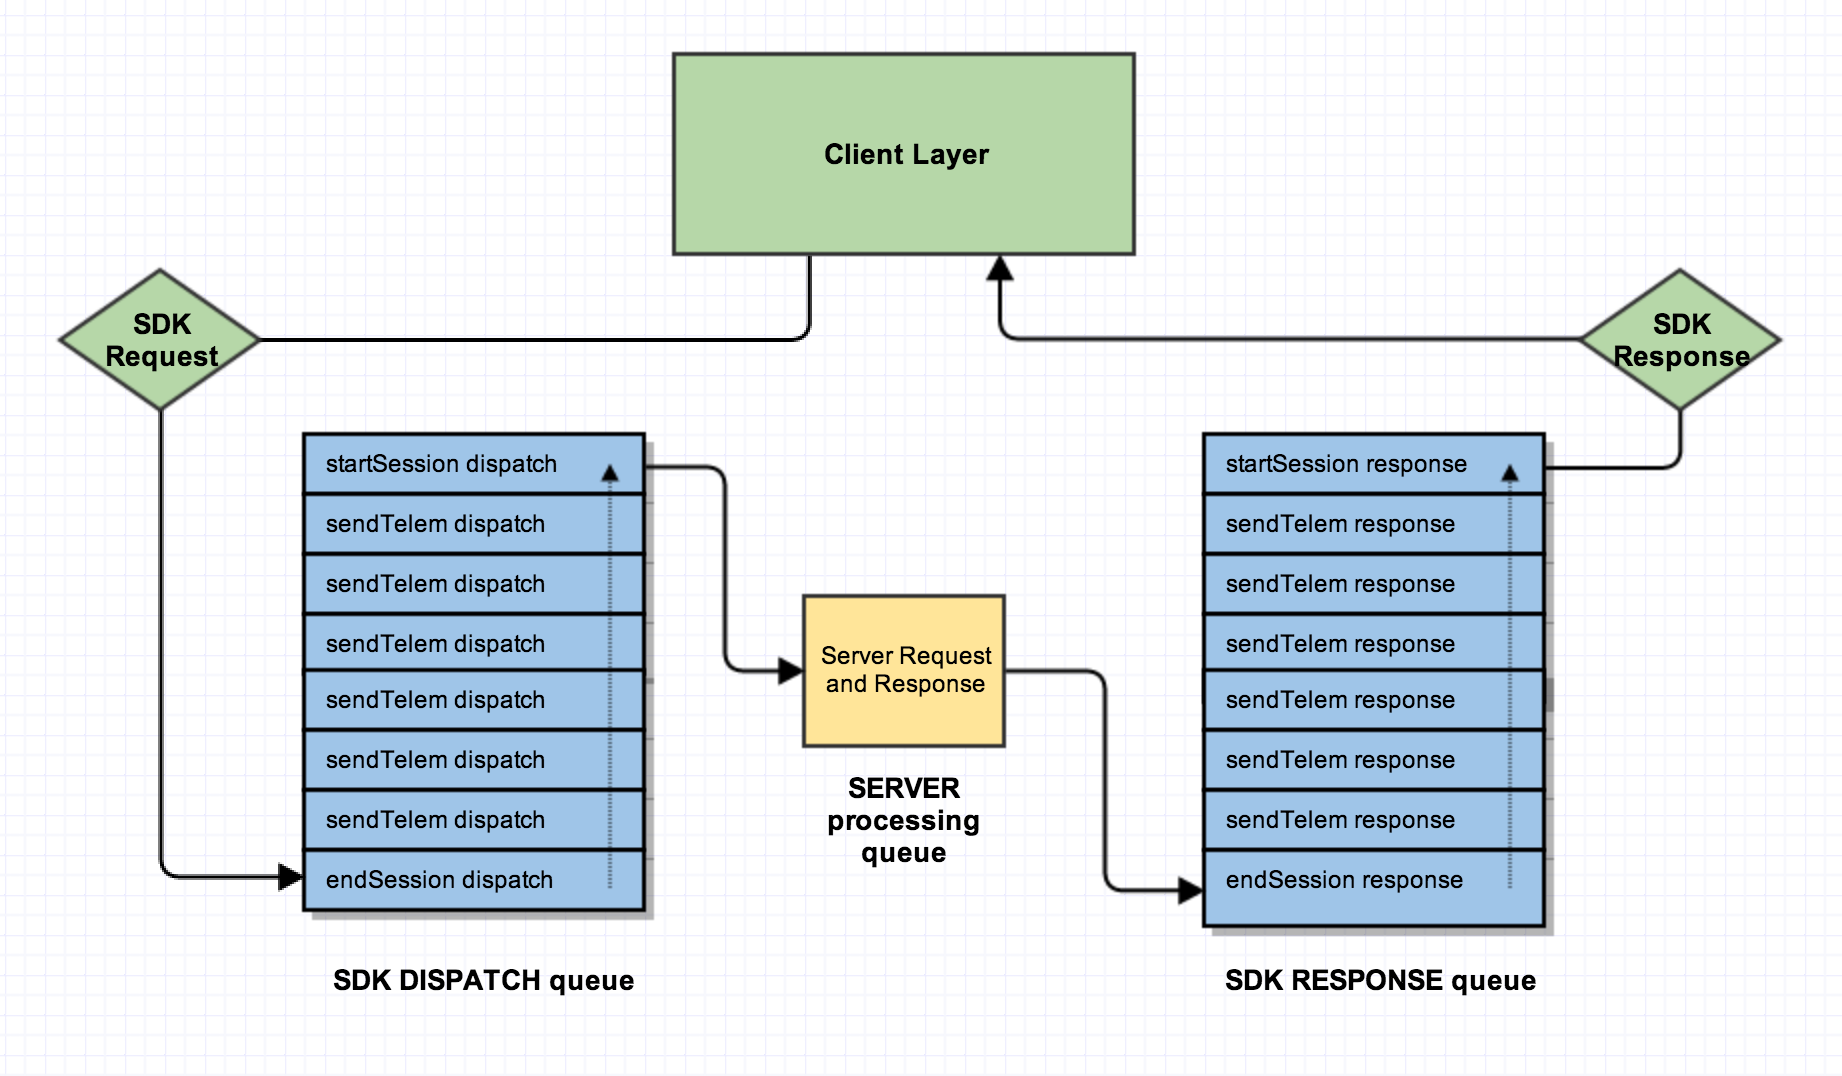 Client Layer
SDK
Request
SDK
Response
startSession dispatch
sendTelem dispatch
sendTelem dispatch
sendTelem dispatch
sendTelem dispatch
sendTelem dispatch
sendTelem dispatch
endSession dispatch
SDK DISPATCH queue
Server Request
and Response
SERVER
processing
queue
startSession response
sendTelem response
sendTelem response
sendTelem response
sendTelem response
sendTelem response
sendTelem response
endSession response
SDK RESPONSE queue